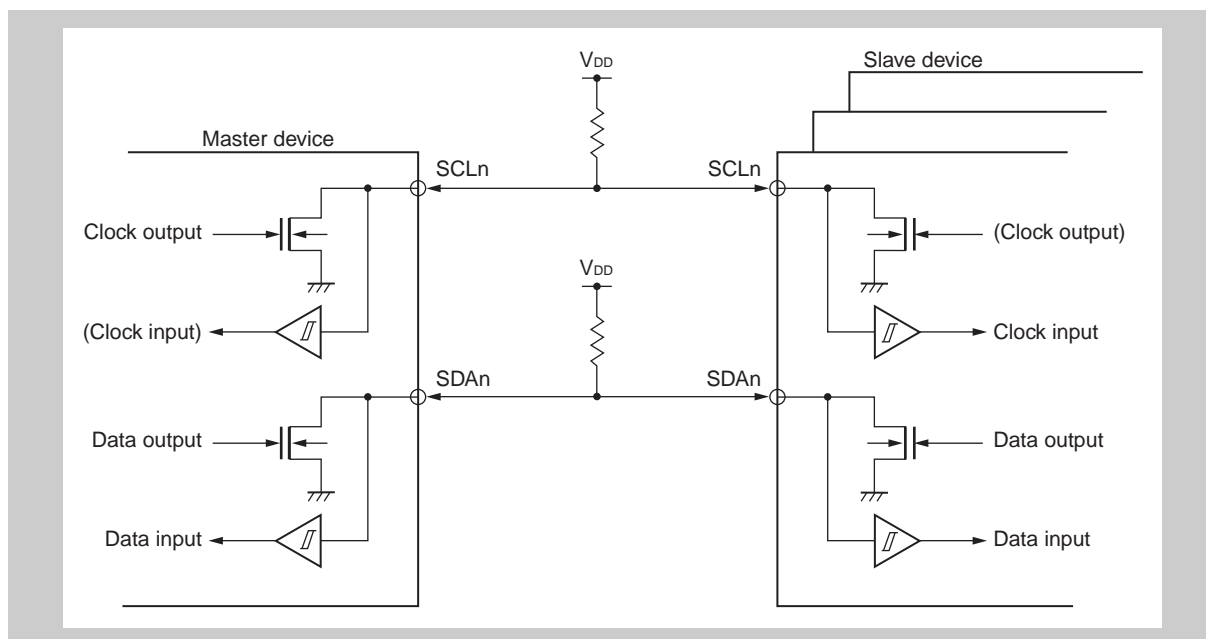 VDD
Slave device
Master device
SCLn
SCLn
Clock output
(Clock output)
VDD
(Clock input)
Clock input
SDAn
SDAn
Data output
Data output
Data input
Data input